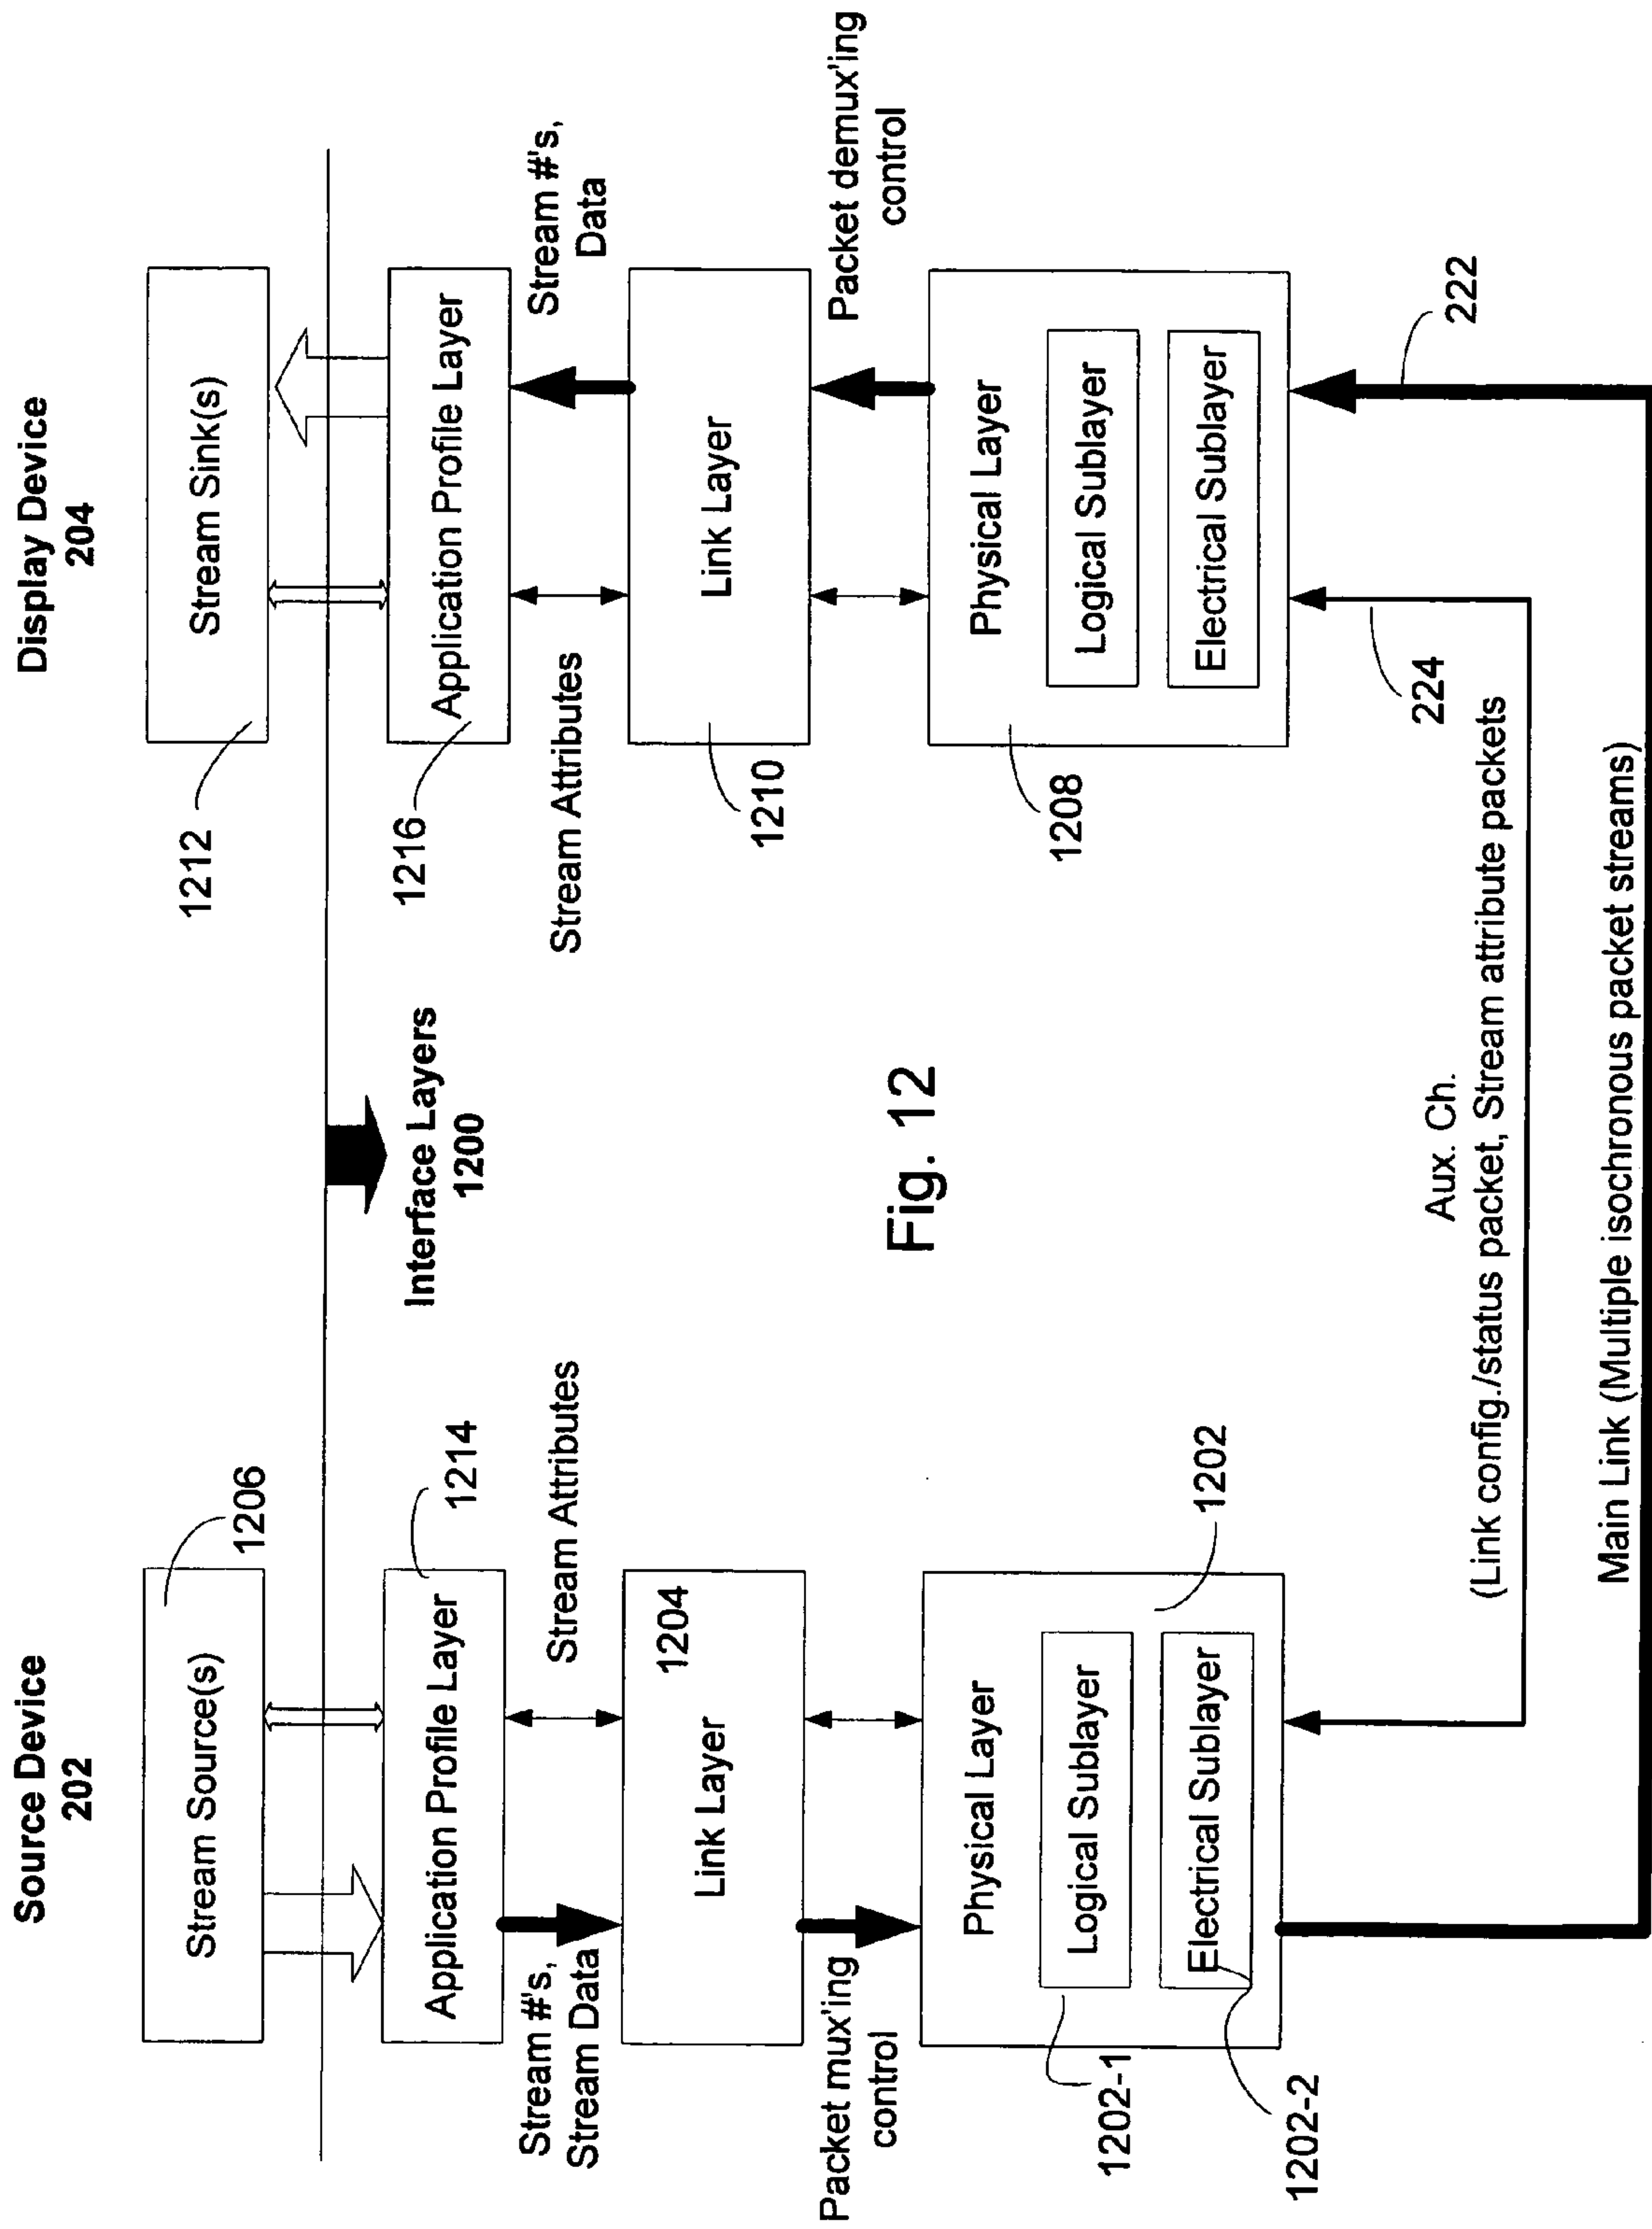 Source Device
202
Display Device
204
1206
Stream Source(s)
Stream Sink(s)
1212
Interface Layers
1200
1214
Application Profile Layer
Application Profile Layer
1216
Stream #'s,
Stream Data
Stream Attributes
Stream Attributes
Stream #'s,
Data
1204
Link Layer
Link Layer
1210
Packet mux'ing
control
Packet demux'ing
control
Fig. 12
Physical Layer
Logical Sublayer
Electrical Sublayer
1202
1202-1
1202-2
Physical Layer
Logical Sublayer
Electrical Sublayer
1208
224
222
Aux. Ch.
(Link config./status packet, Stream attribute packets
Main Link (Multiple isochronous packet streams)